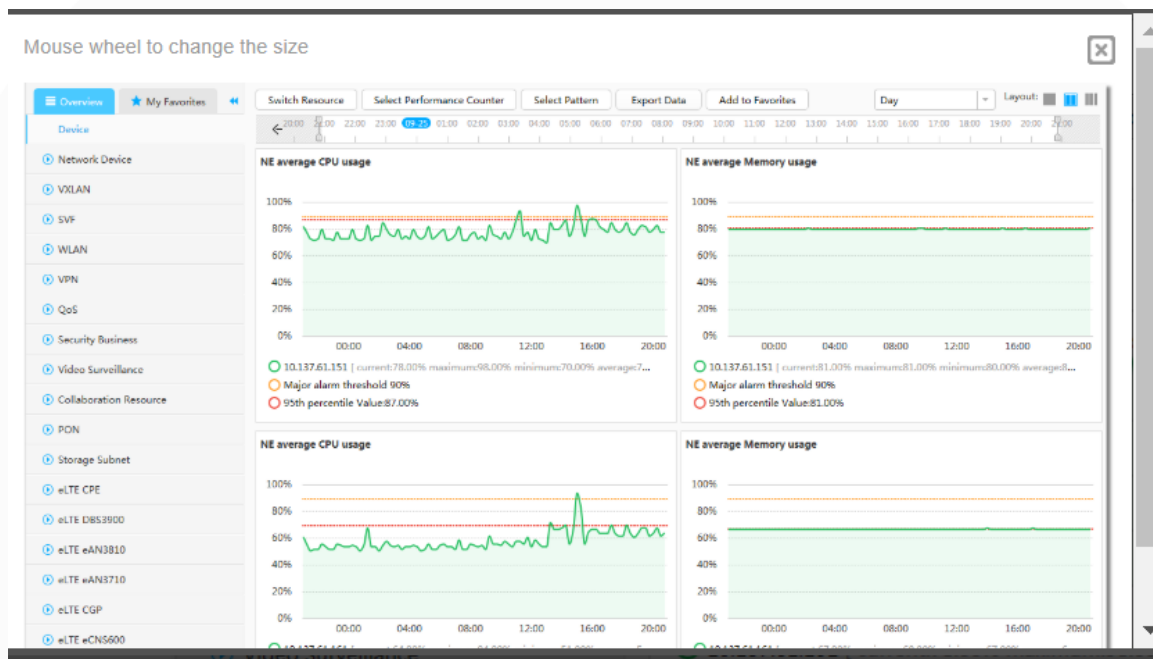 Mouse wheel to change the size
Overview My Favorites
Switch Resource Select Performance Counter Select Pattern Export Data Add to Favorites Day Layout:
20:00 21:00 22:00 23:00 09-25 01:00 02:00 03:00 04:00 05:00 06:00 07:00 08:00 09:00 10:00 11:00 12:00 13:00 14:00 15:00 16:00 17:00 18:00 19:00 20:00
Device
Network Device
VXLAN
SVF
WLAN
VPN
QoS
Security Business
Video Surveillance
Collaboration Resource
PON
Storage Subnet
eLTE CPE
eLTE DBS3900
eLTE eAN3810
eLTE eAN3710
eLTE CGP
eLTE eCNS600
NE average CPU usage
100%
80%
60%
40%
20%
0%
00:00 04:00 08:00 12:00 16:00 20:00
10.137.61.151 | current:78.00% maximum:98.00% minimum:70.00% average:7...
Major alarm threshold 90%
95th percentile Value:87.00%
NE average Memory usage
100%
80%
60%
40%
20%
0%
00:00 04:00 08:00 12:00 16:00 20:00
10.137.61.151 | current:81.00% maximum:81.00% minimum:80.00% average:8...
Major alarm threshold 90%
95th percentile Value:81.00%
NE average CPU usage
100%
80%
60%
40%
20%
0%
00:00 04:00 08:00 12:00 16:00 20:00
NE average Memory usage
100%
80%
60%
40%
20%
0%
00:00 04:00 08:00 12:00 16:00 20:00